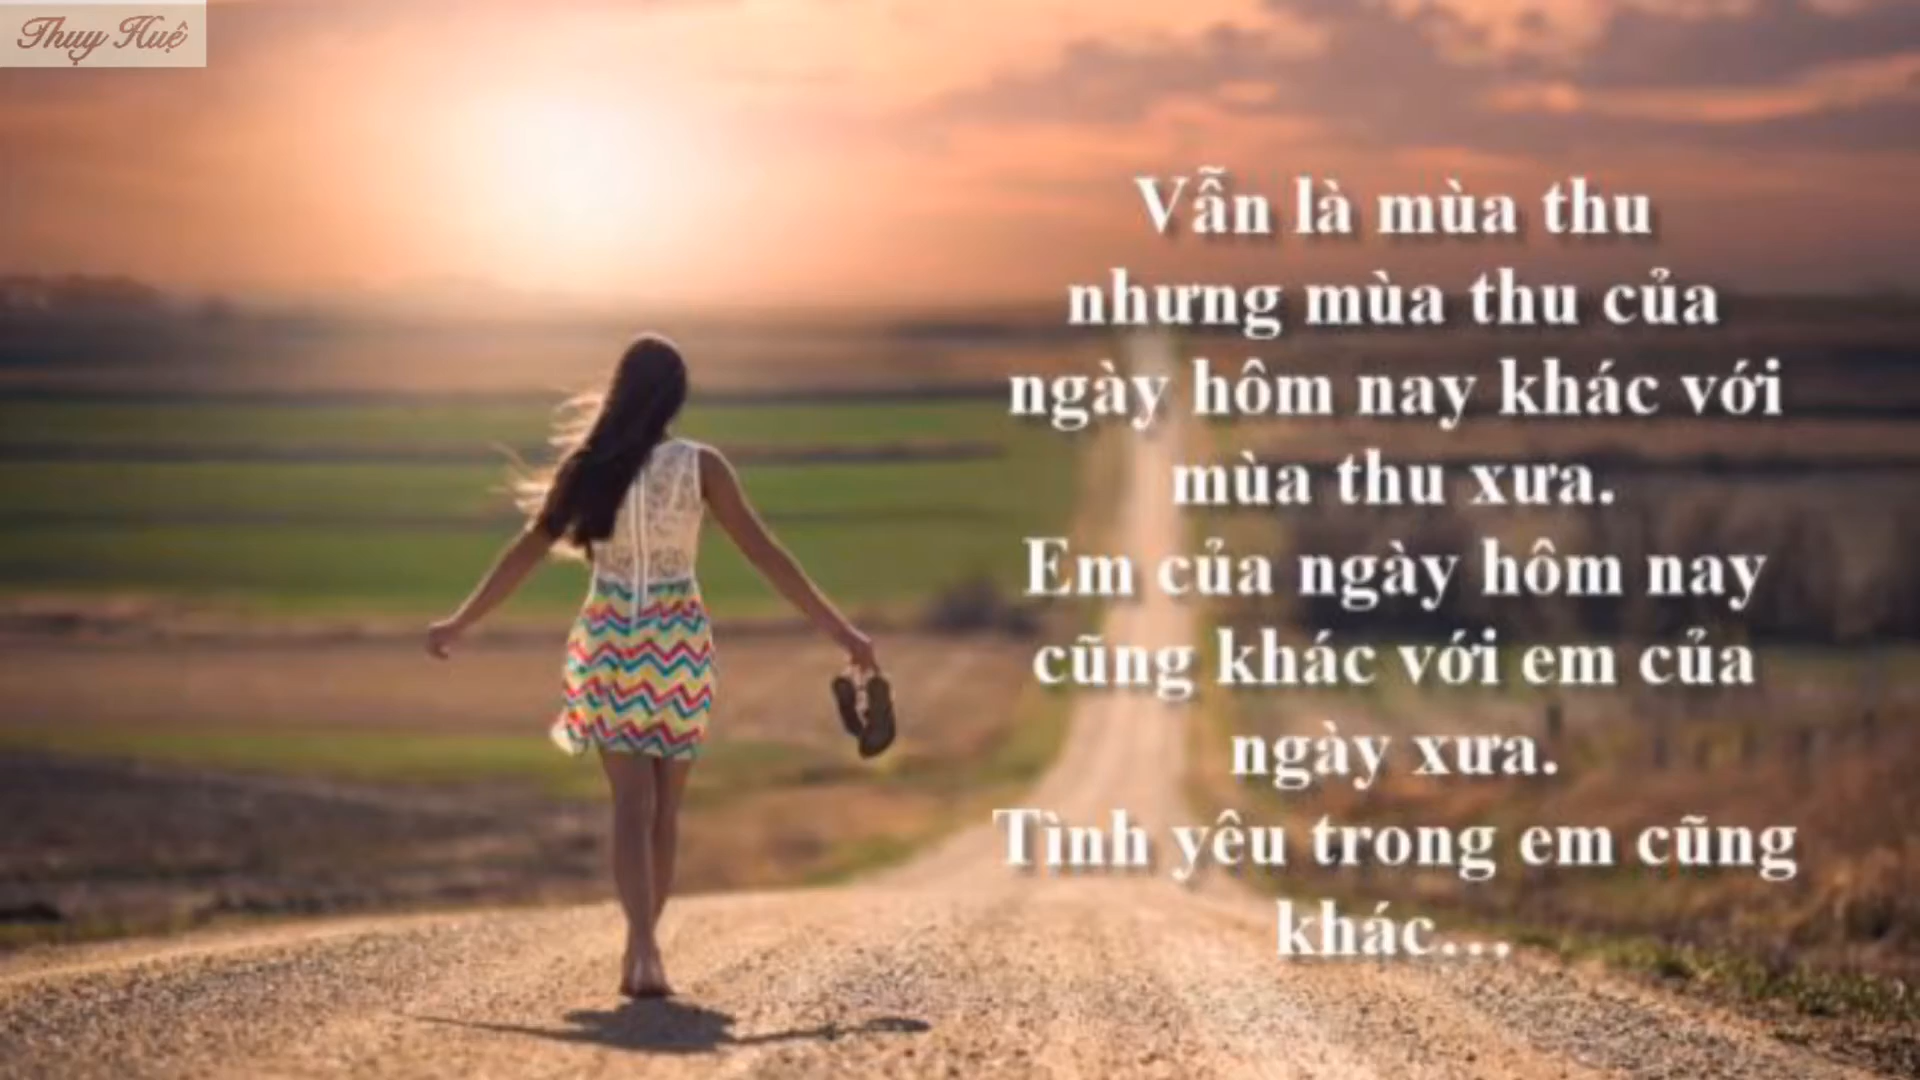 Thuy Huệ
Vẫn là mùa thu
nhưng mùa thu của
ngày hôm nay khác với
mùa thu xưa.
Em của ngày hôm nay
cũng khác với em của
ngày xưa.
Tình yêu trong em cũng
khác...